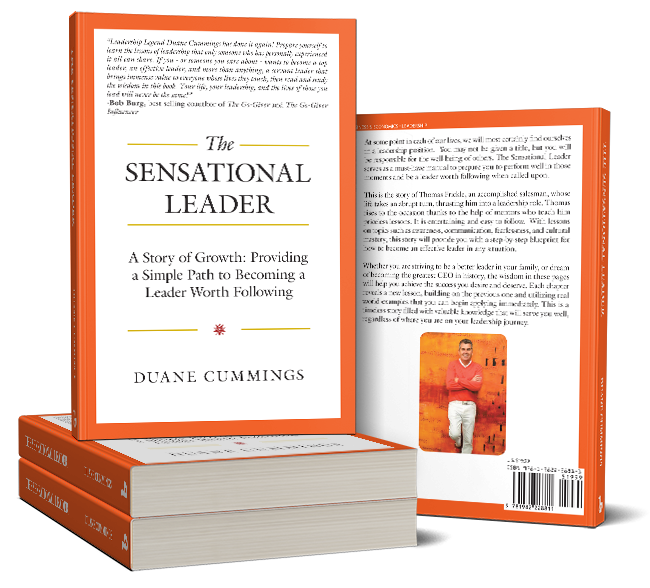 "Leadership Legend Duane Cummings has done it again! Prepare yourself to
learn the lessons of leadership that only someone who has personally experienced
it all can share. If you - or someone you care about - wants to become a top
leader, an effective leader, and more than anything, a servant leader that
brings immense value to everyone whose lives they touch, then read and study
the wisdom in this book. Your life, your leadership, and the lives of those you
lead will never be the same!"
-Bob Burg, best selling coauthor of The Go-Giver and The Go-Giver
Influencer
The
SENSATIONAL
LEADER
A Story of Growth: Providing
a Simple Path to Becoming a
Leader Worth Following
DUANE CUMMINGS
DUANE CUMMINGS
BUSINESS & ECONOMICS / LEADERSHIP
At some point in each of our lives, we will most certainly find ourselves
in a leadership position. You may not be given a title, but you will
be responsible for the well being of others. The Sensational Leader
serves as a must-have manual to prepare you to perform well in those
moments and be a leader worth following when called upon.
This is the story of Thomas Frickle, an accomplished salesman, whose
life takes an abrupt turn, thrusting him into a leadership role. Thomas
rises to the occasion thanks to the help of mentors who teach him
priceless lessons. It is entertaining and easy to follow. With lessons
on topics such as awareness, communication, fearlessness, and cultural
mastery, this story will provide you with a step-by-step blueprint for
how to become an effective leader in any situation.
Whether you are striving to be a better leader in your family, or dream
of becoming the greatest CEO in history, the wisdom in these pages
will help you achieve the success you desire and deserve. Each chapter
reveals a new lesson, building on the previous one and utilizing real
world examples that you can begin applying immediately. This is a
timeless story filled with valuable knowledge that will serve you well,
regardless of where you are on your leadership journey.
THE SENSATIONAL LEADER
DUANE CUMMINGS